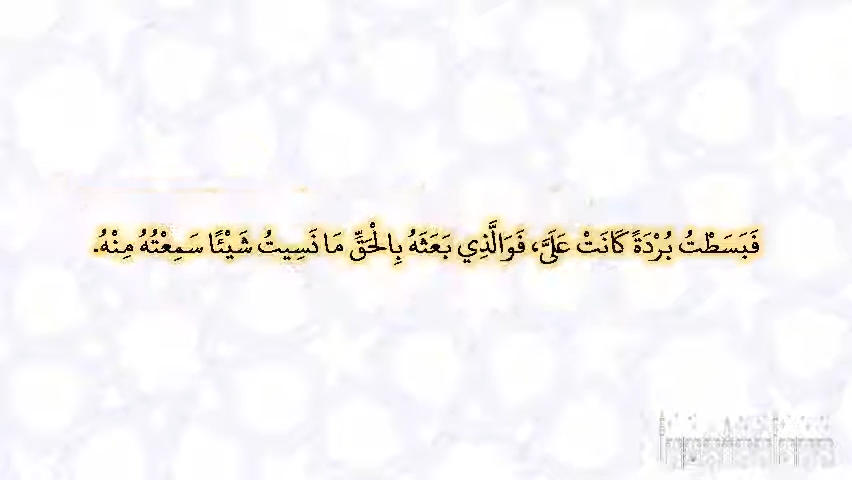 فَبَسَطْتُ بُرْدَةً كَانَتْ عَلَيَّ، فَوَالَّذِي بَعَثَهُ بِالْحَقِّ مَا نَسِيتُ شَيْئًا سَمِعْتُهُ مِنْهُ.